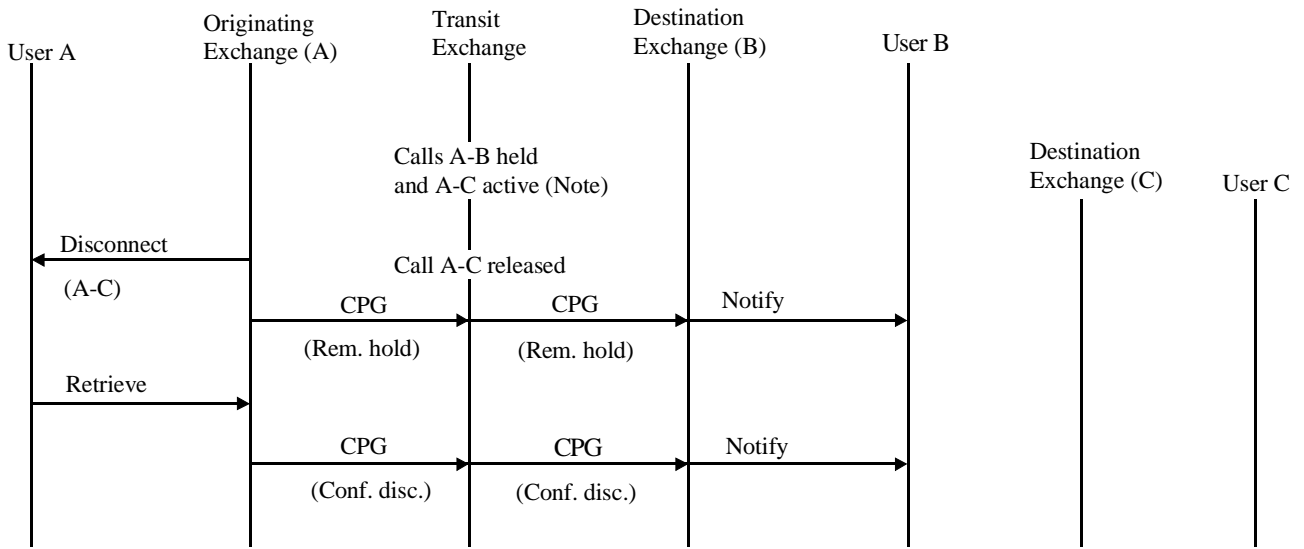 User A
Originating
Exchange (A)
Transit
Exchange
Destination
Exchange (B)
User B
Calls A-B held
and A-C active (Note)
Destination
Exchange (C)
User C
Disconnect
(A-C)
Call A-C released
CPG
CPG
Notify
(Rem. hold)
(Rem. hold)
Retrieve
CPG
CPG
Notify
(Conf. disc.)
(Conf. disc.)